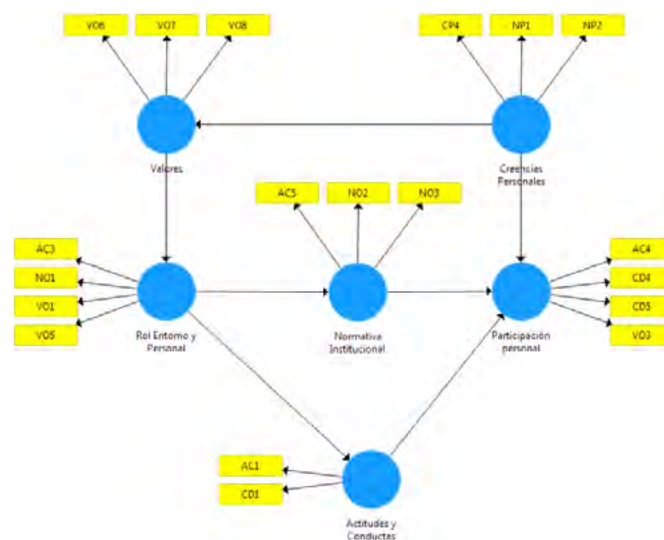 VO6
VO7
VO8
CP4
NP1
NP2
Valores
Creencias
Personales
AC5
NO2
NO3
AC3
NO1
VO1
VO5
AC4
CD4
CD5
VO3
Rol Entorno y
Personal
Normativa
Institucional
Participación
personal
AC1
CD1
Actitudes y
Conductas